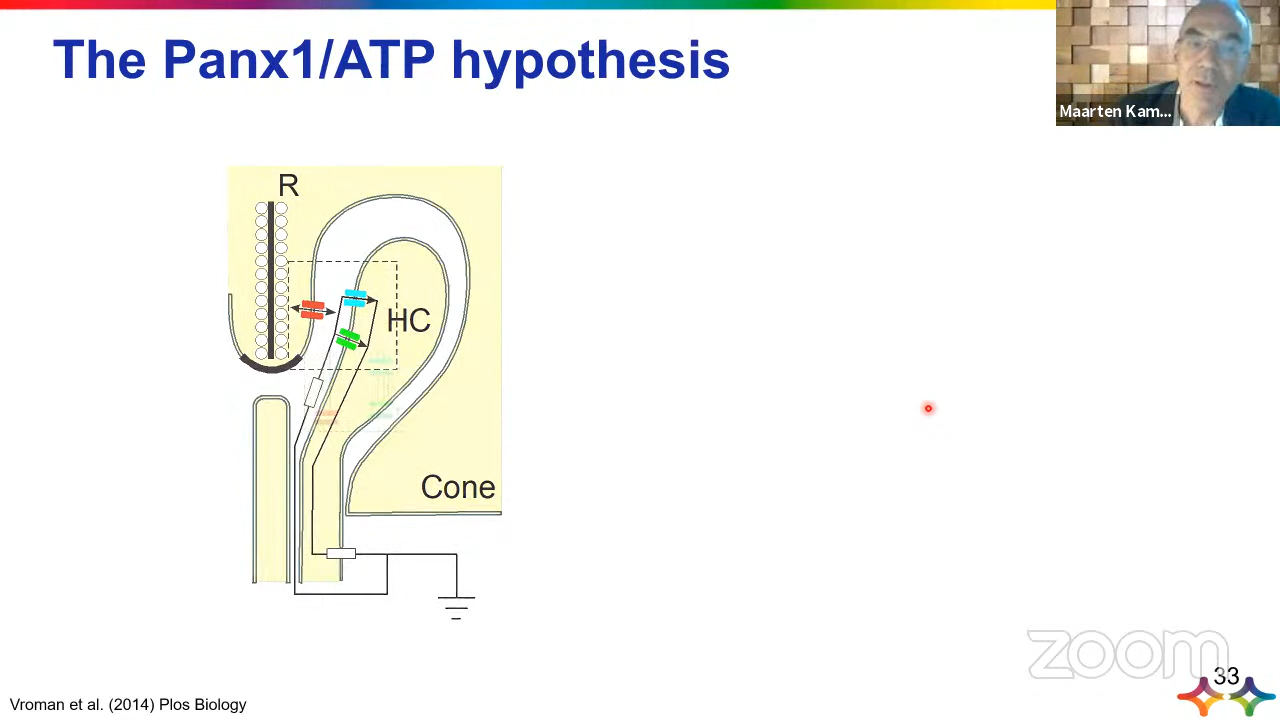 The Panx1/ATP hypothesis
Maarten Kam...
R
HC
Cone
zoom
33
Vroman et al. (2014) Plos Biology